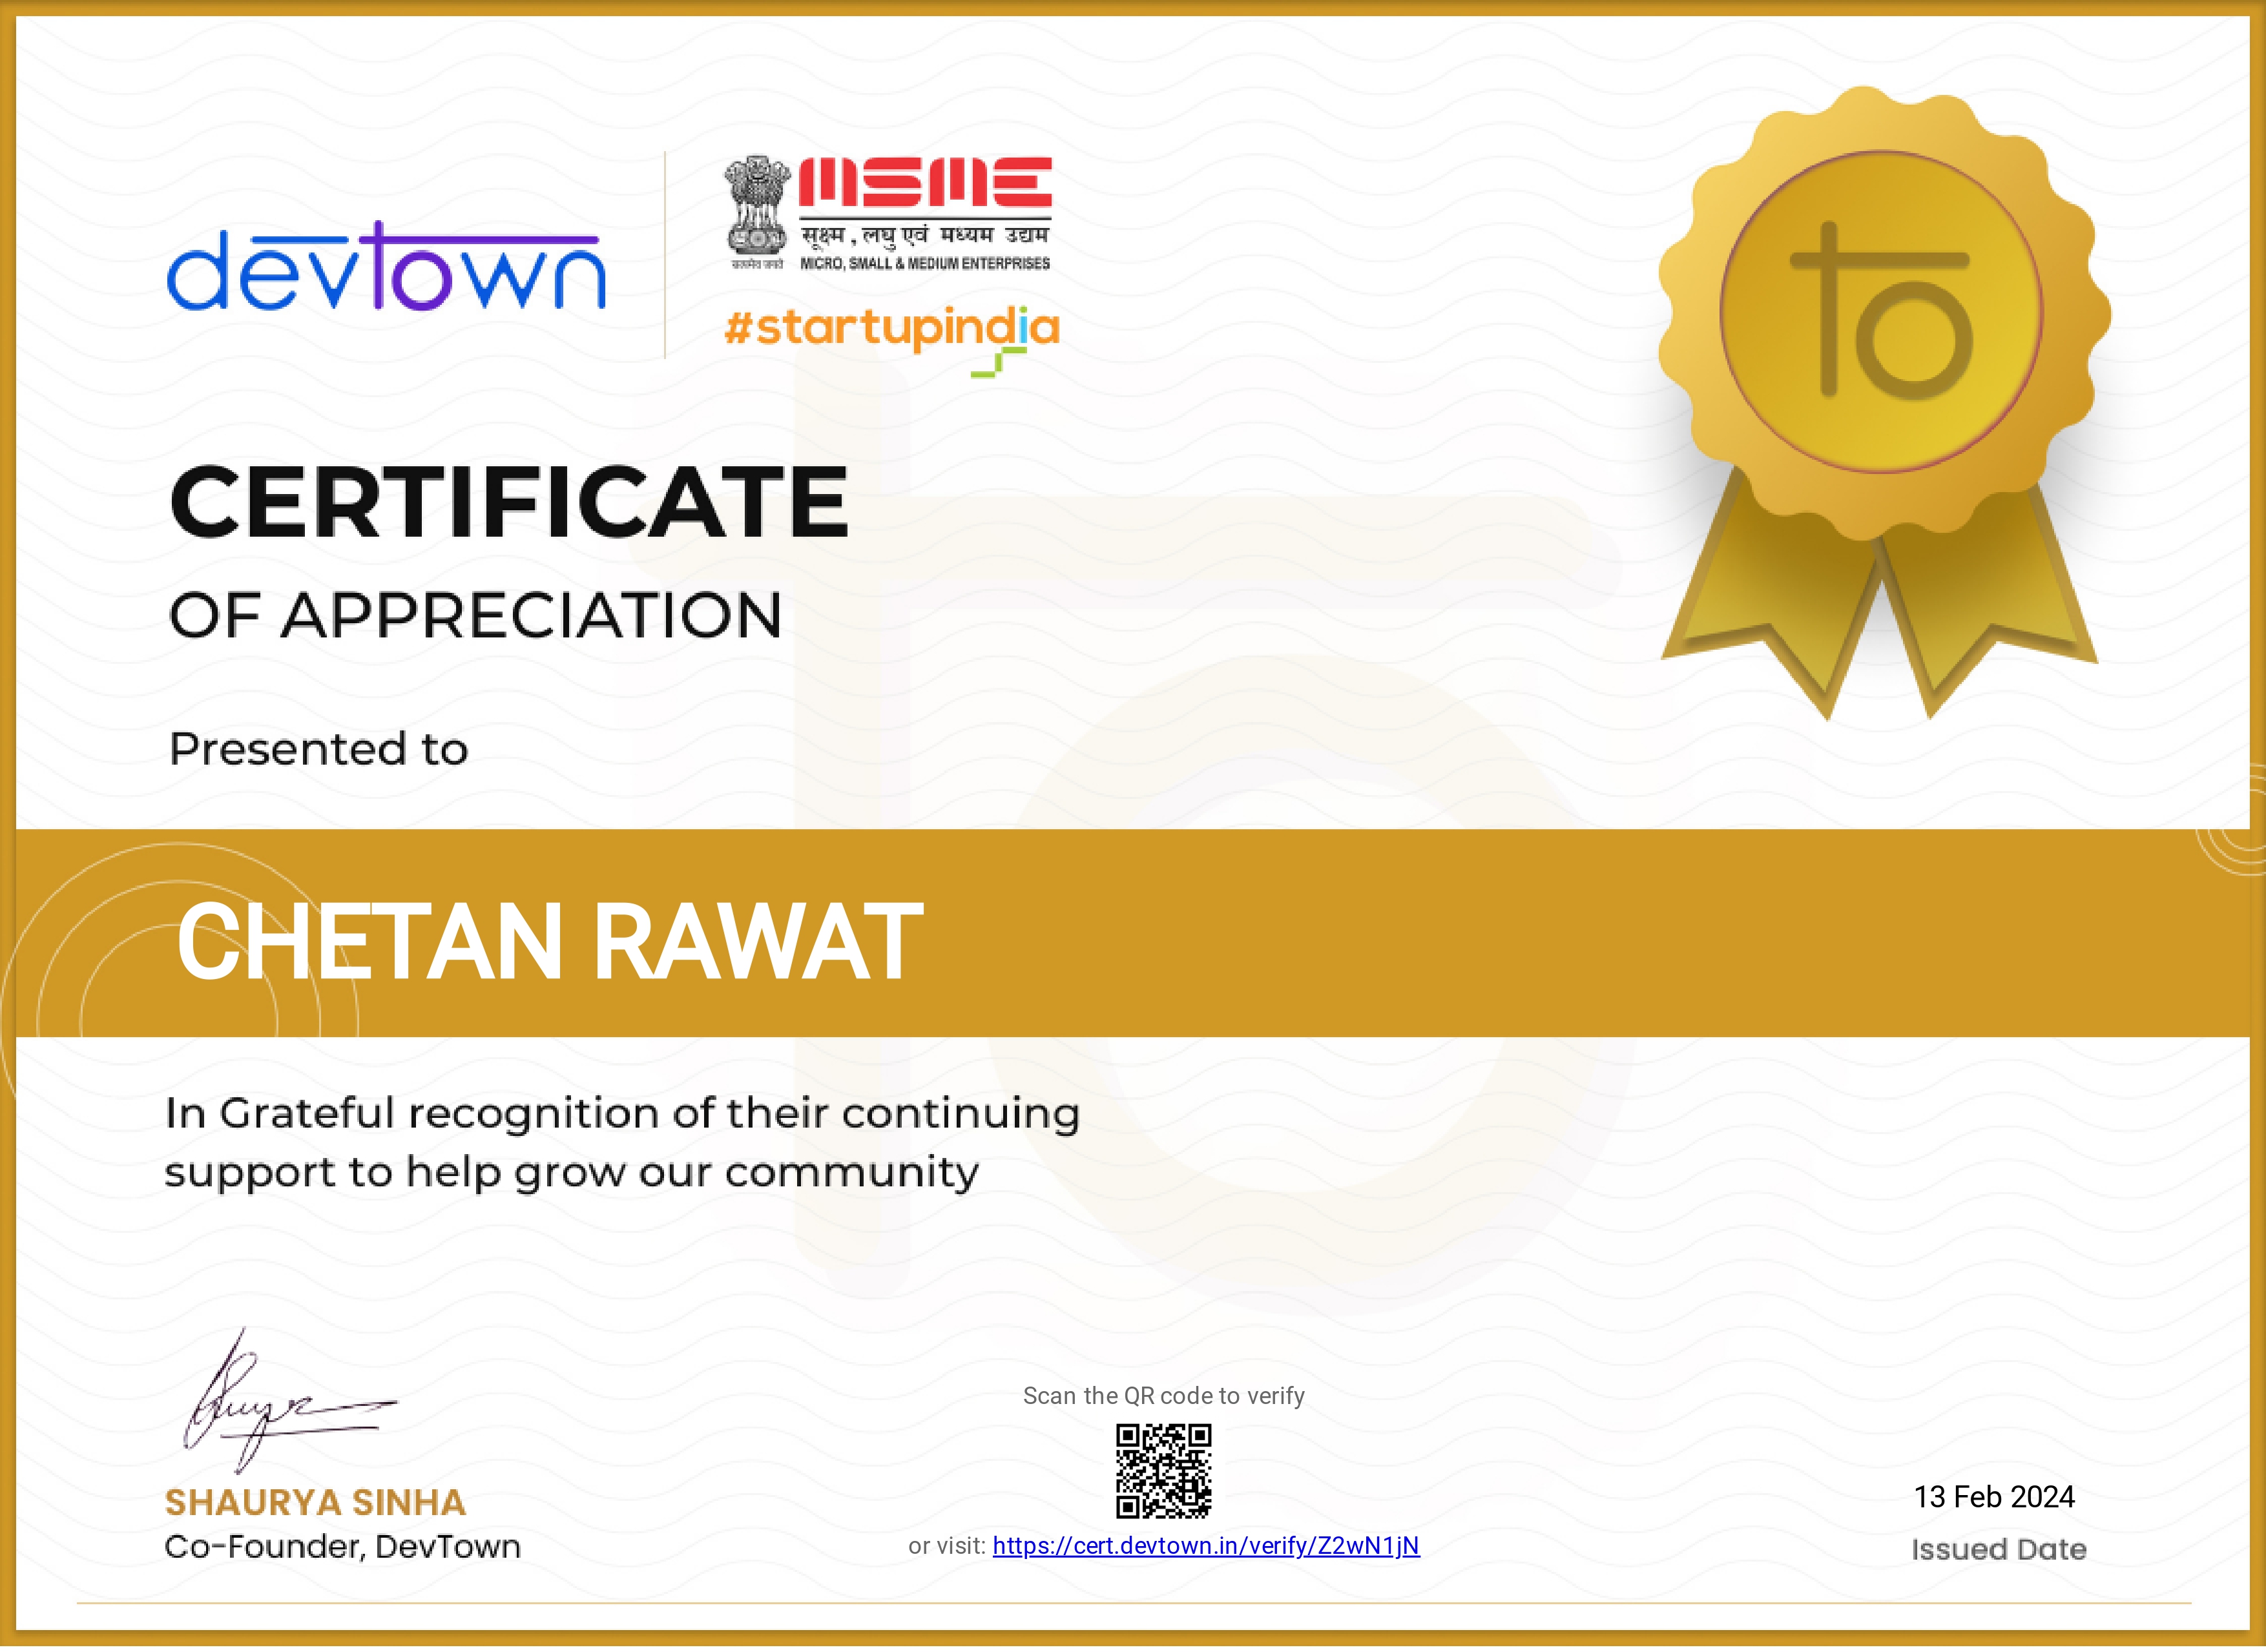 devtown
MSME
सूक्ष्म , लघु एवं मध्यम उद्यम
सत्यमेव जयते
MICRO, SMALL & MEDIUM ENTERPRISES
#startupindia
to
CERTIFICATE
OF APPRECIATION
Presented to
CHETAN RAWAT
In Grateful recognition of their continuing
support to help grow our community
Scan the QR code to verify
SHAURYA SINHA
Co-Founder, DevTown
or visit: https://cert.devtown.in/verify/Z2wN1jN
13 Feb 2024
Issued Date